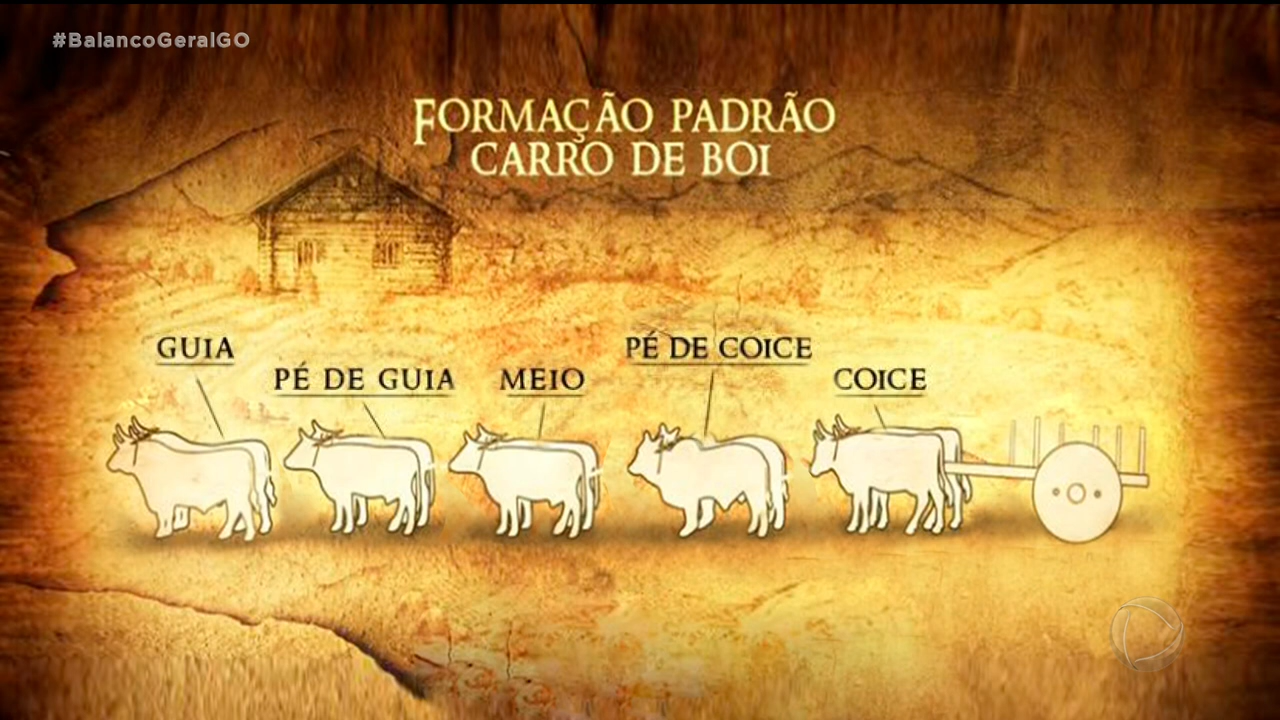 #BalancoGeralGO
FORMAÇÃO PADRÃO
CARRO DE BOI
GUIA
PÉ DE GUIA
MEIO
PÉ DE COICE
COICE